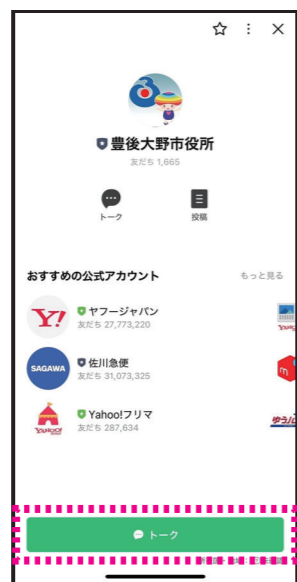 豊後大野市役所
友だち 1,665
トーク
投稿
おすすめの公式アカウント
もっと見る
Y!
ヤフージャパン
友だち 27,773,220
SAGAWA
佐川急便
友だち 31,073,325
Yahoo!フリマ
友だち 287,634
トーク